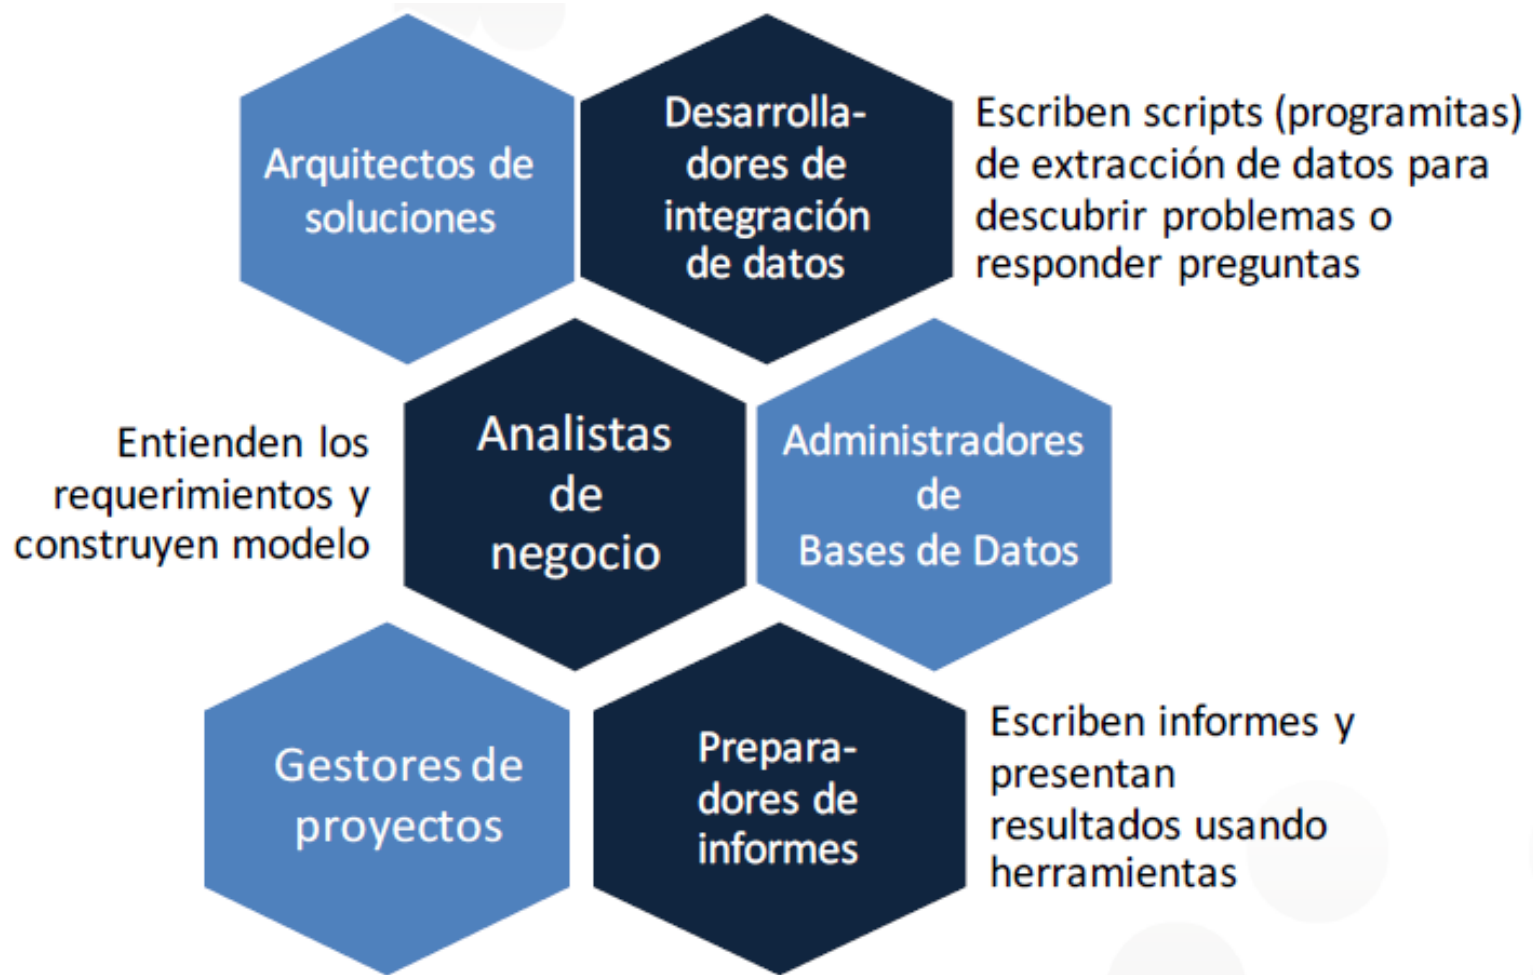 Arquitectos de
soluciones
Desarrolla-
dores de
integración
de datos
Escriben scripts (programitas)
de extracción de datos para
descubrir problemas o
responder preguntas
Entienden los
requerimientos y
construyen modelo
Analistas
de
negocio
Administradores
de
Bases de Datos
Gestores de
proyectos
Prepara-
dores de
informes
Escriben informes y
presentan
resultados usando
herramientas